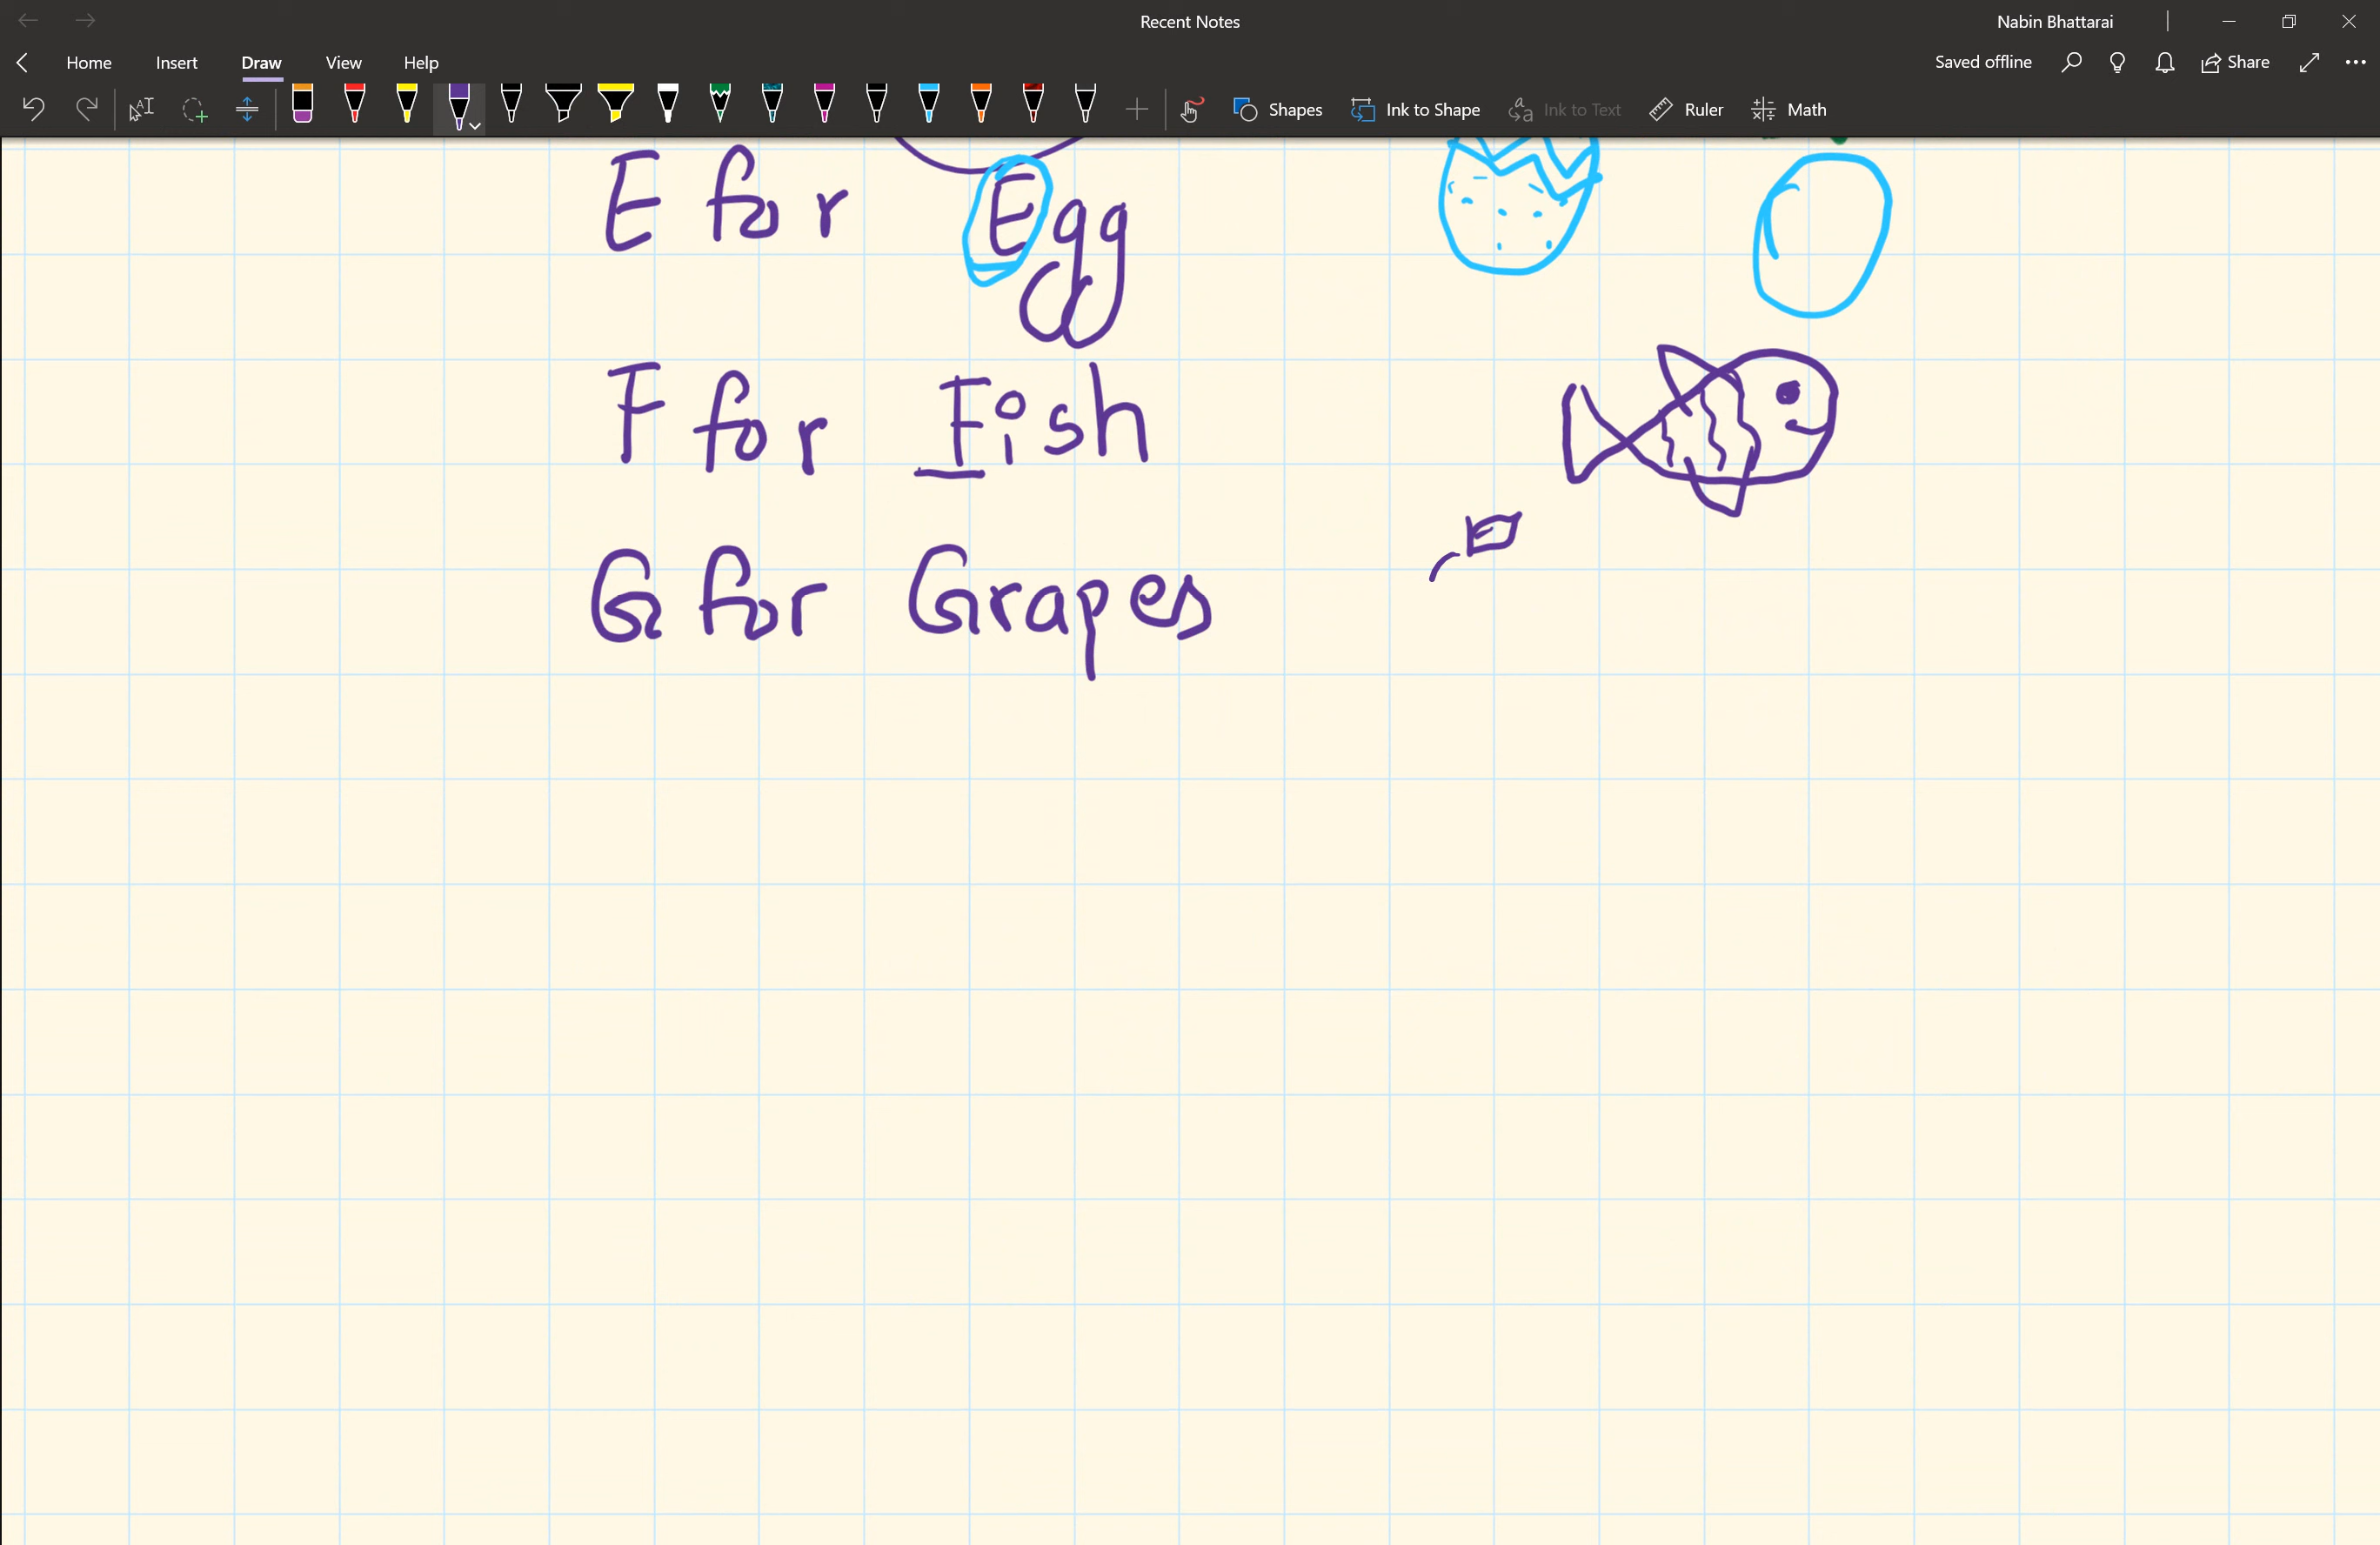 Recent Notes Nabin Bhattarai
Home Insert Draw View Help Saved offline Share
Shapes Ink to Shape Ink to Text Ruler Math
E for Egg
F for Fish
G for Grapes